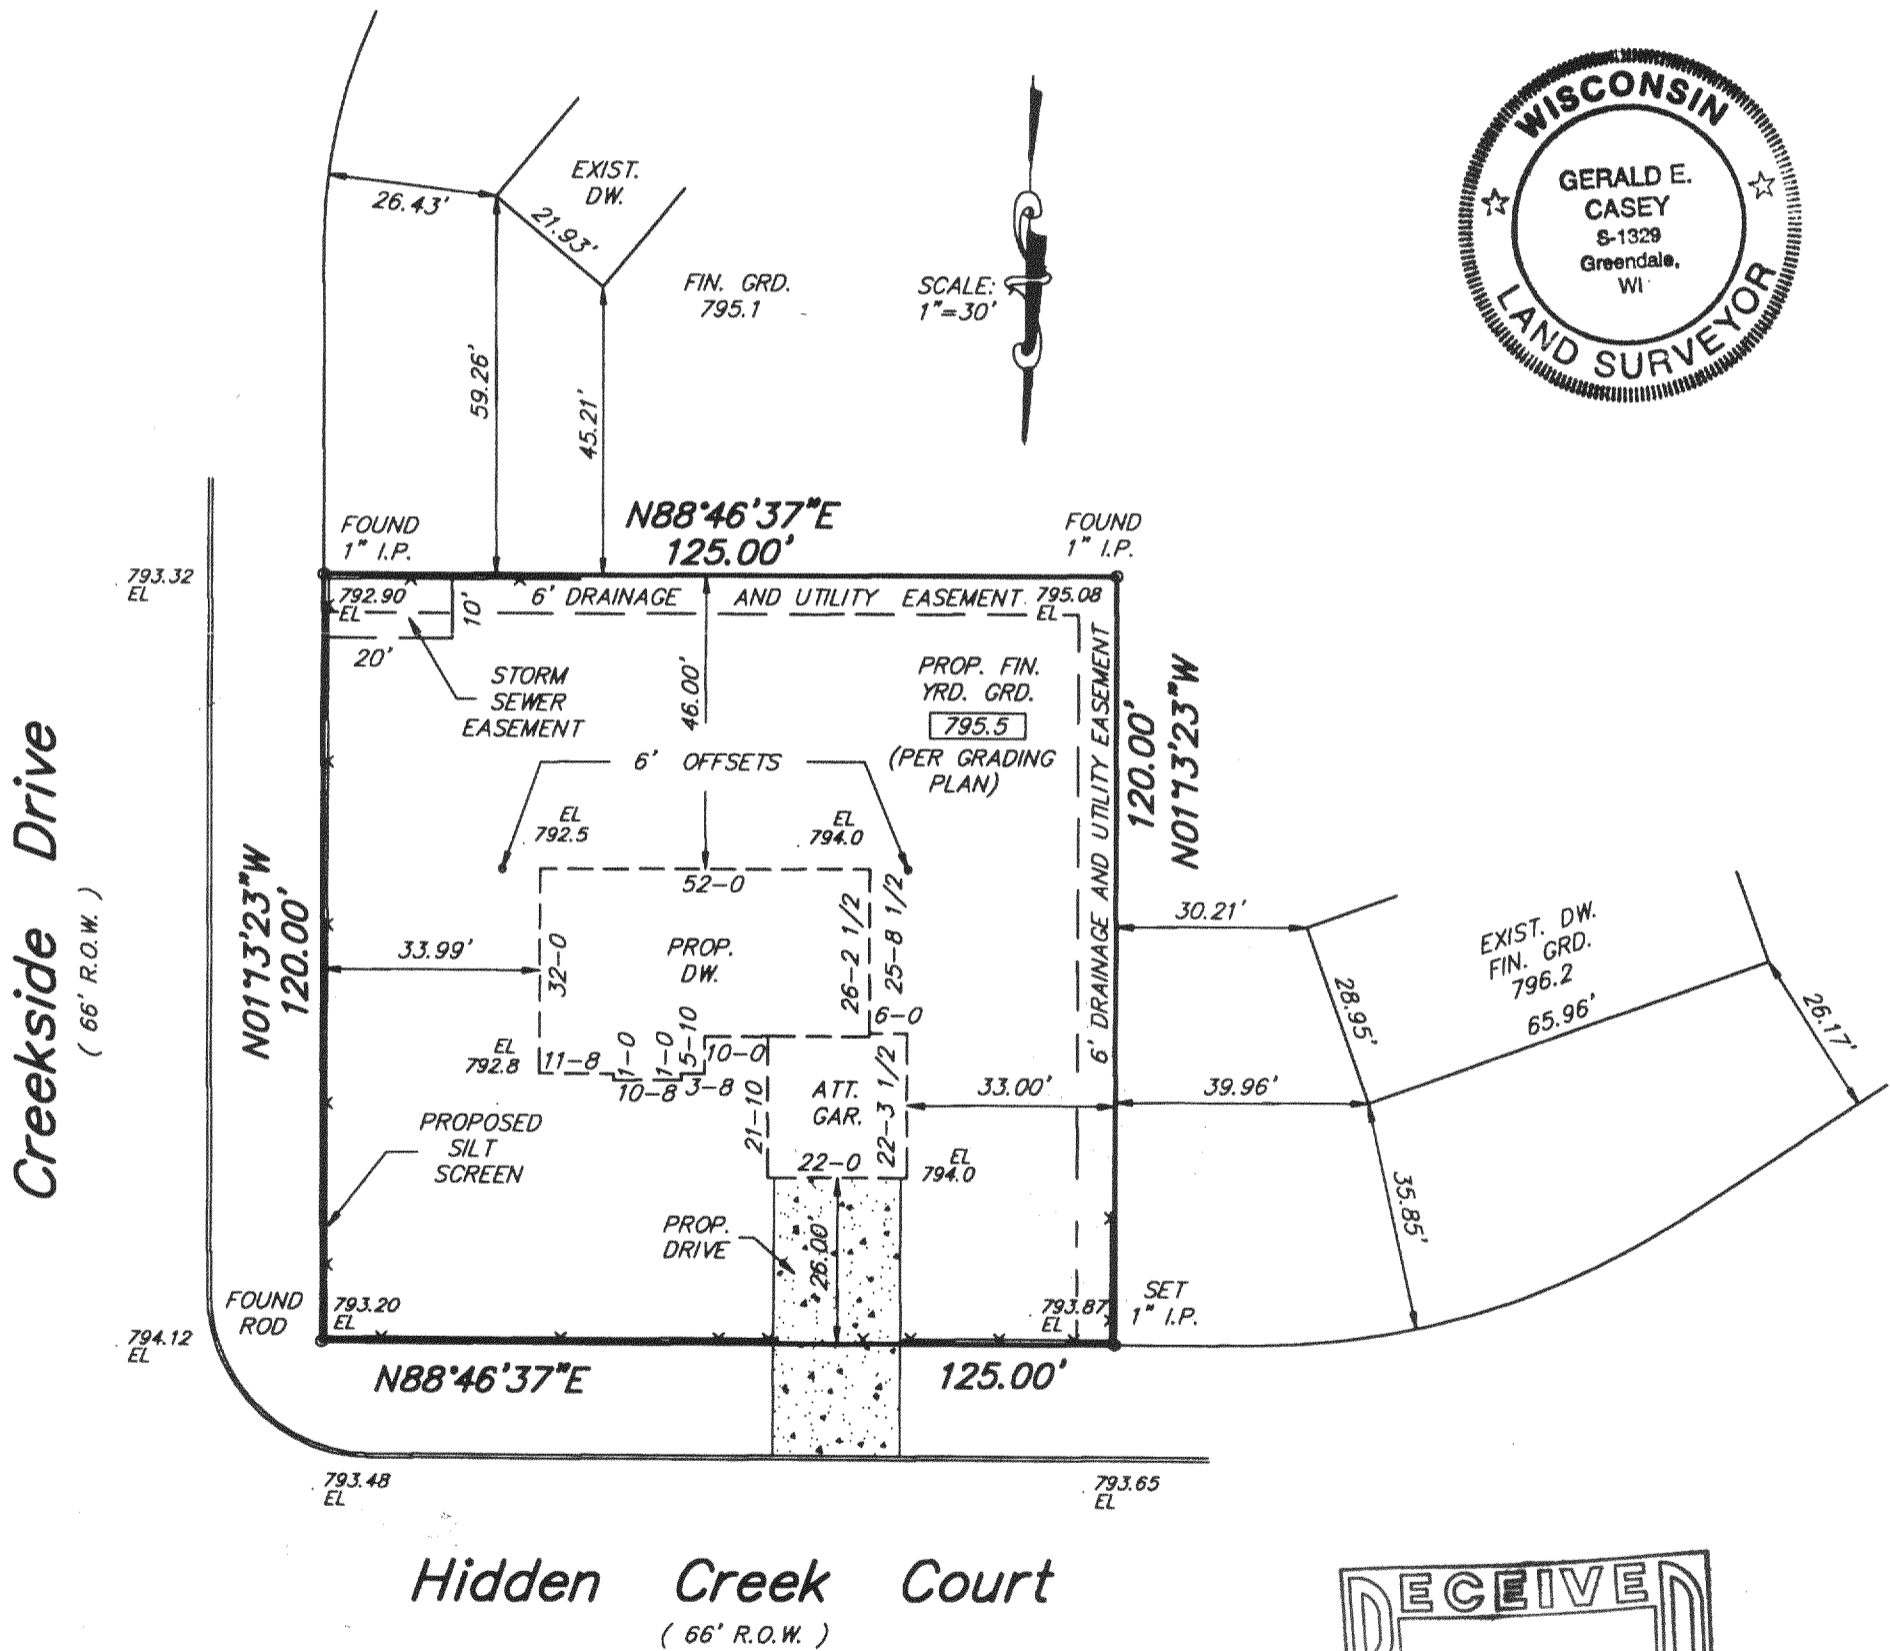 WISCONSIN
GERALD E.
CASEY
S-1329
Greendale,
WI
LAND SURVEYOR
EXIST.
DW.
26.43'
21.93'
FIN. GRD.
795.1
SCALE:
1"=30'
59.26'
45.21'
N88°46'37"E
125.00'
FOUND
1" I.P.
FOUND
1" I.P.
793.32
EL
792.90
EL
10'
20'
6' DRAINAGE AND UTILITY EASEMENT
795.08
EL
STORM
SEWER
EASEMENT
46.00'
PROP. FIN.
YRD. GRD.
795.5
(PER GRADING
PLAN)
6' OFFSETS
6' DRAINAGE AND UTILITY EASEMENT
120.00'
N01°13'23"W
Creekside Drive
( 66' R.O.W. )
N01°13'23"W
120.00'
EL
792.5
EL
794.0
52-0
33.99'
32-0
PROP.
DW.
26-2 1/2
25-8 1/2
6-0
30.21'
EXIST. DW.
FIN. GRD.
796.2
28.95'
65.96'
26.17'
EL
792.8
11-8
1-0
10-8
1-0
3-8
5-10
10-0
21-10
ATT.
GAR.
22-3 1/2
22-0
33.00'
39.96'
EL
794.0
35.85'
PROPOSED
SILT
SCREEN
PROP.
DRIVE
26.00'
FOUND
ROD
793.20
EL
793.87
EL
SET
1" I.P.
794.12
EL
N88°46'37"E
125.00'
793.48
EL
793.65
EL
Hidden Creek Court
( 66' R.O.W. )
DECEIVEN